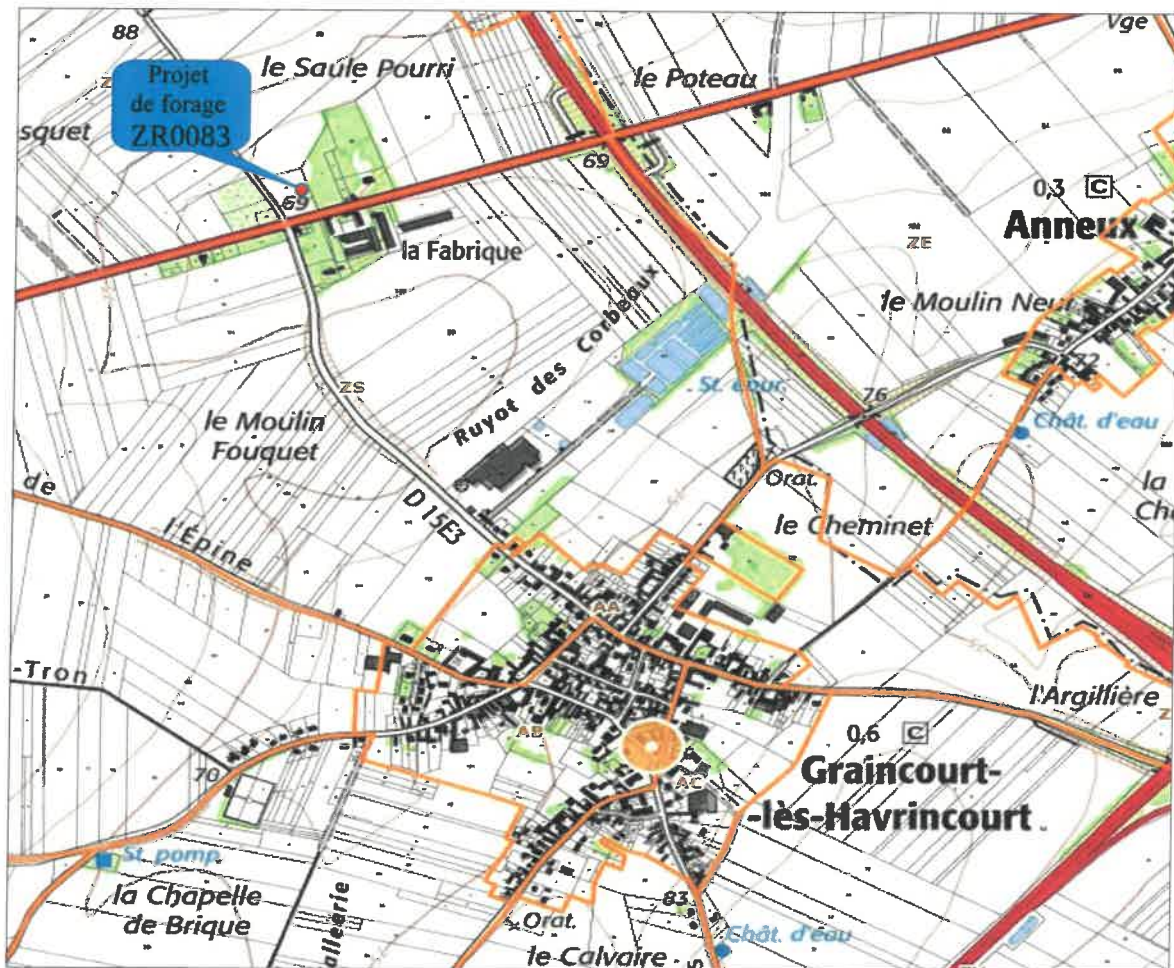 88
le Saule Pourri
le Poteau
Vge
Projet
de forage
ZR0083
squet
69
69
0,3 C
Anneux
la Fabrique
ZE
le Moulin Neuf
Ruyot des Corbeaux
ZS
St. épur.
72
76
Chât. d'eau
le Moulin
Fouquet
de
l'Épine
D15E3
Orat.
la
Cha
le Cheminet
AA
-Tron
l'Argillière
AB
0,6 C
70
AC
Graincourt-
-lès-Havrincourt
St. pomp.
la Chapelle
de Brique
83
Orat.
Chât. d'eau
le Calvaire